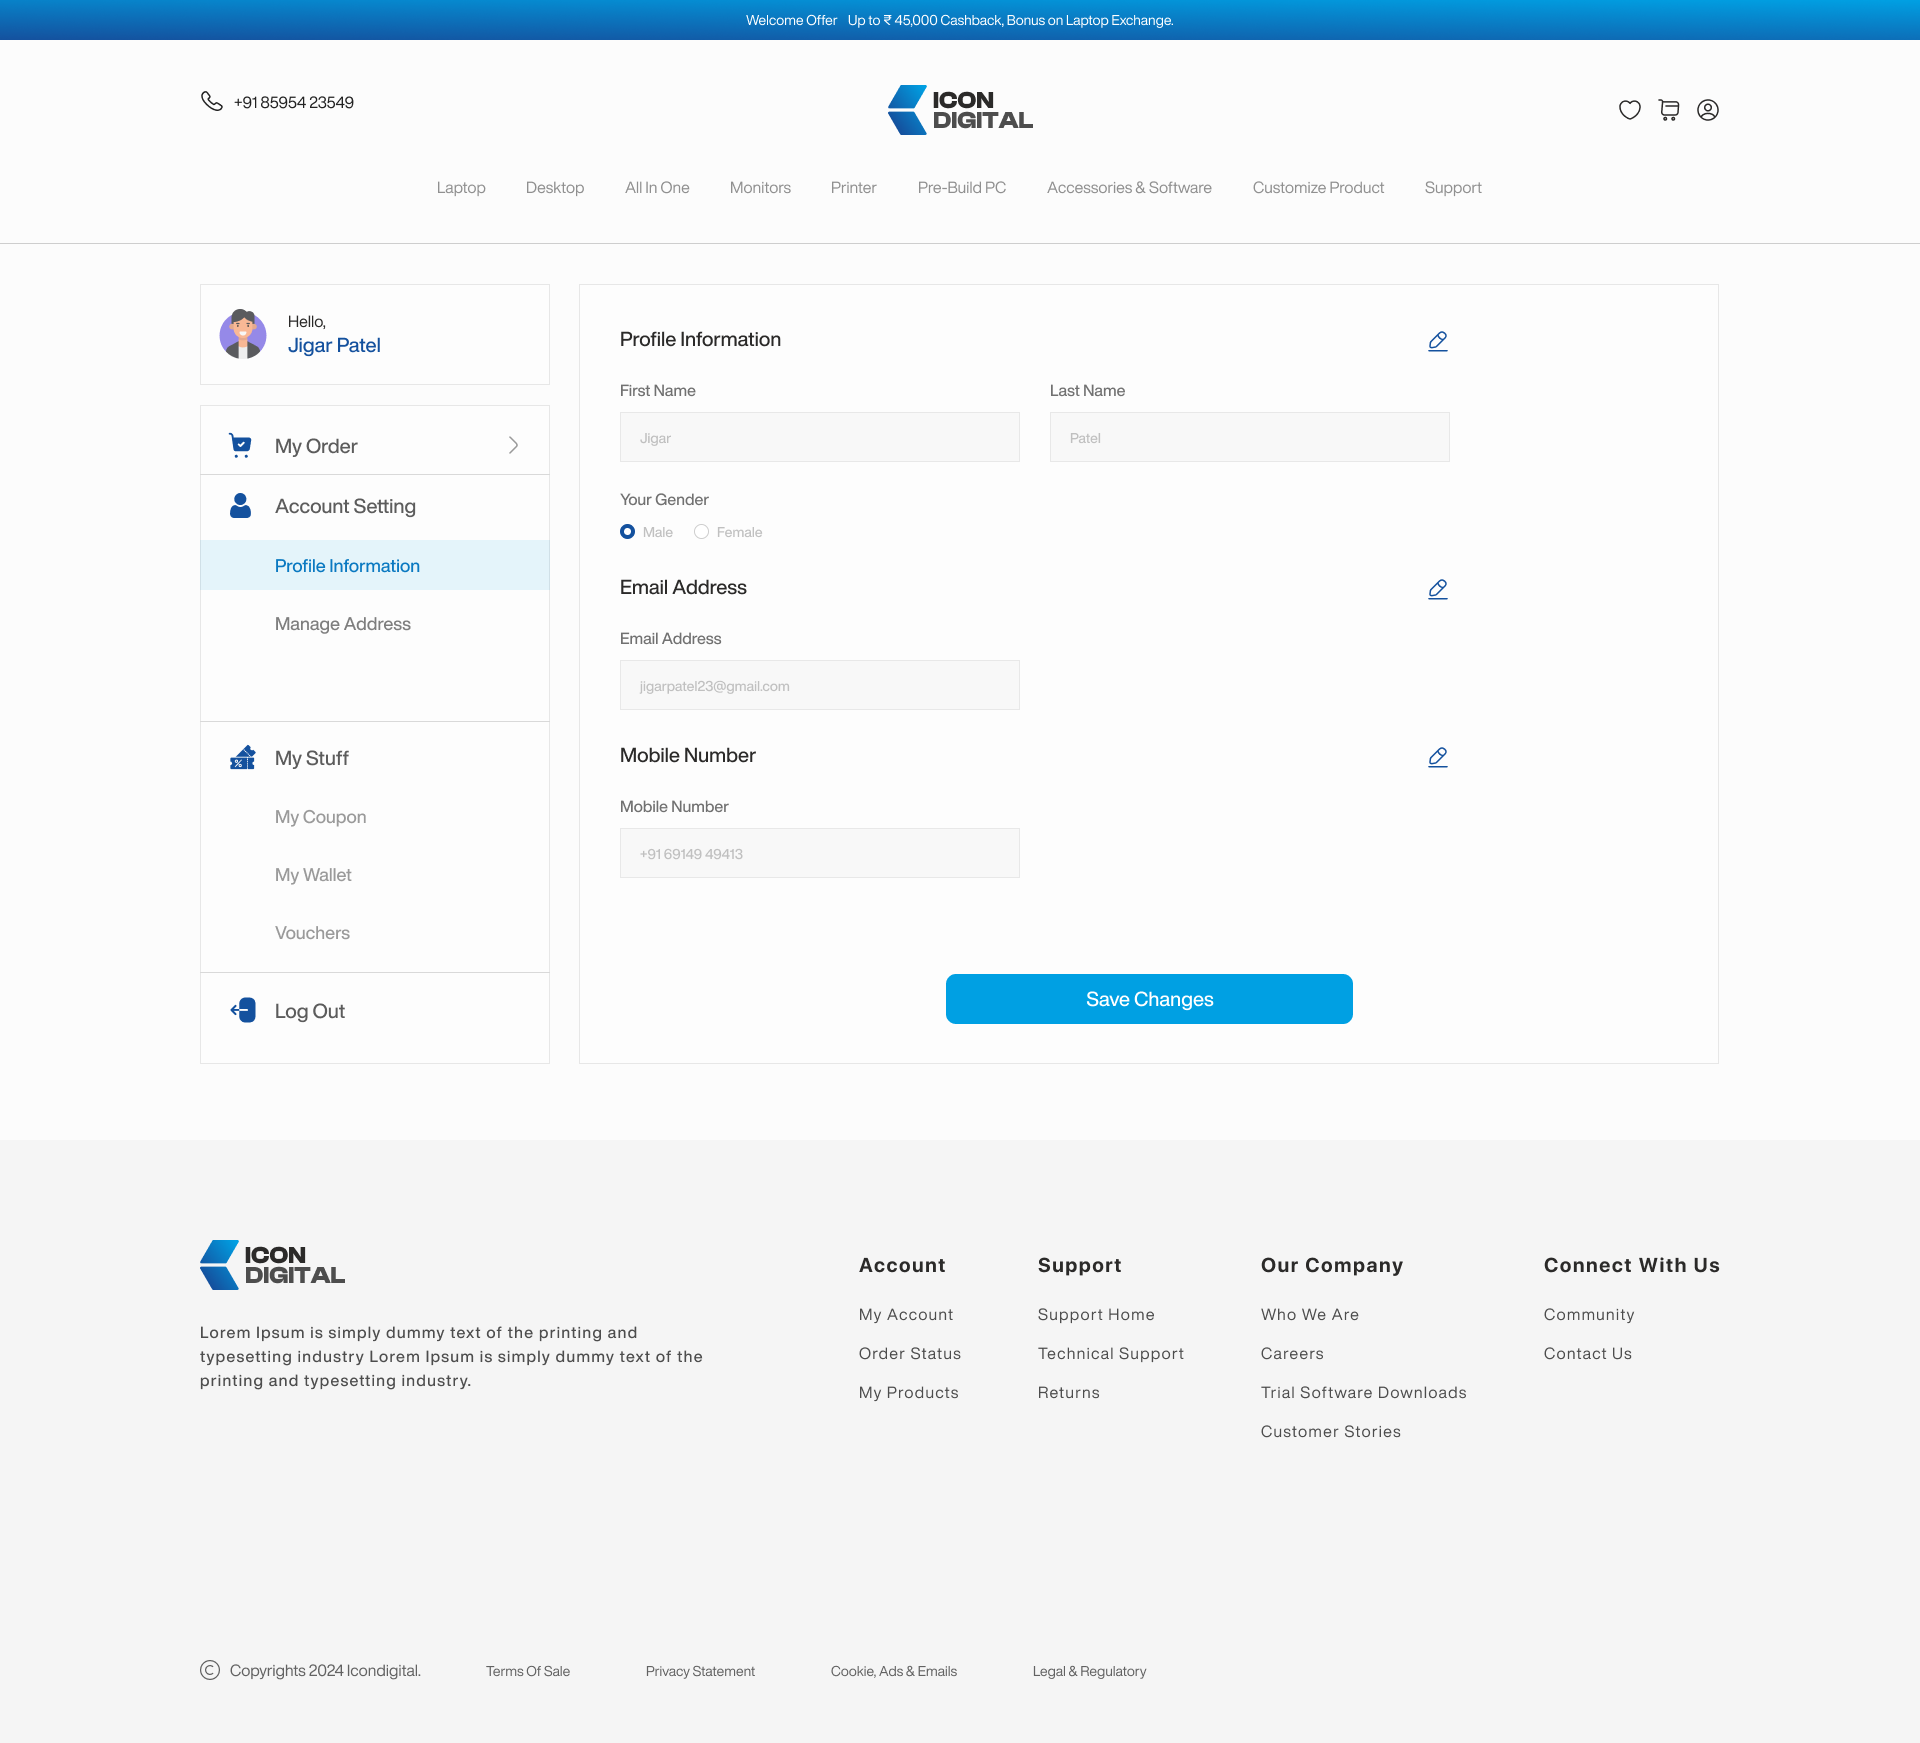 Welcome Offer Up to ₹ 45,000 Cashback, Bonus on Laptop Exchange.
+91 85954 23549
ICON
DIGITAL
Laptop Desktop All In One Monitors Printer Pre-Build PC Accessories & Software Customize Product Support
Hello,
Jigar Patel
My Order
Account Setting
Profile Information
Manage Address
My Stuff
%
My Coupon
My Wallet
Vouchers
Log Out
Profile Information
First Name Last Name
Jigar Patel
Your Gender
Male Female
Email Address
Email Address
jigarpatel23@gmail.com
Mobile Number
Mobile Number
+91 69149 49413
Save Changes
ICON
DIGITAL
Lorem Ipsum is simply dummy text of the printing and
typesetting industry Lorem Ipsum is simply dummy text of the
printing and typesetting industry.
Account
My Account
Order Status
My Products
Support
Support Home
Technical Support
Returns
Our Company
Who We Are
Careers
Trial Software Downloads
Customer Stories
Connect With Us
Community
Contact Us
© Copyrights 2024 Icondigital. Terms Of Sale Privacy Statement Cookie, Ads & Emails Legal & Regulatory